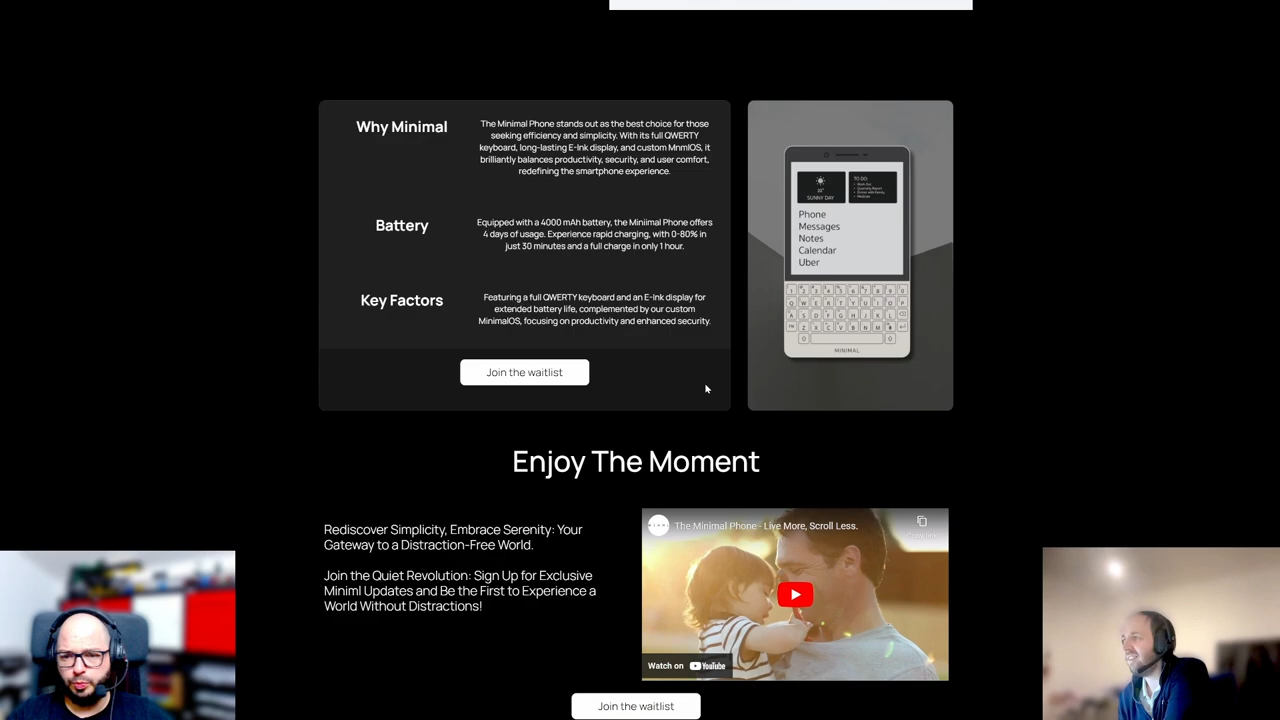 Why Minimal
The Minimal Phone stands out as the best choice for those
seeking efficiency and simplicity. With its full QWERTY
keyboard, long-lasting E-Ink display, and custom MnmlOS, it
brilliantly balances productivity, security, and user comfort,
redefining the smartphone experience.
Battery
Equipped with a 4000 mAh battery, the Miniimal Phone offers
4 days of usage. Experience rapid charging, with 0-80% in
just 30 minutes and a full charge in only 1 hour.
Key Factors
Featuring a full QWERTY keyboard and an E-Ink display for
extended battery life, complemented by our custom
MinimalOS, focusing on productivity and enhanced security.
Join the waitlist
SUNNY DAY
TO DO:
Phone
Messages
Notes
Calendar
Uber
MINIMAL
Enjoy The Moment
Rediscover Simplicity, Embrace Serenity: Your
Gateway to a Distraction-Free World.
Join the Quiet Revolution: Sign Up for Exclusive
Miniml Updates and Be the First to Experience a
World Without Distractions!
The Minimal Phone - Live More, Scroll Less.
Copy link
Watch on YouTube
Join the waitlist